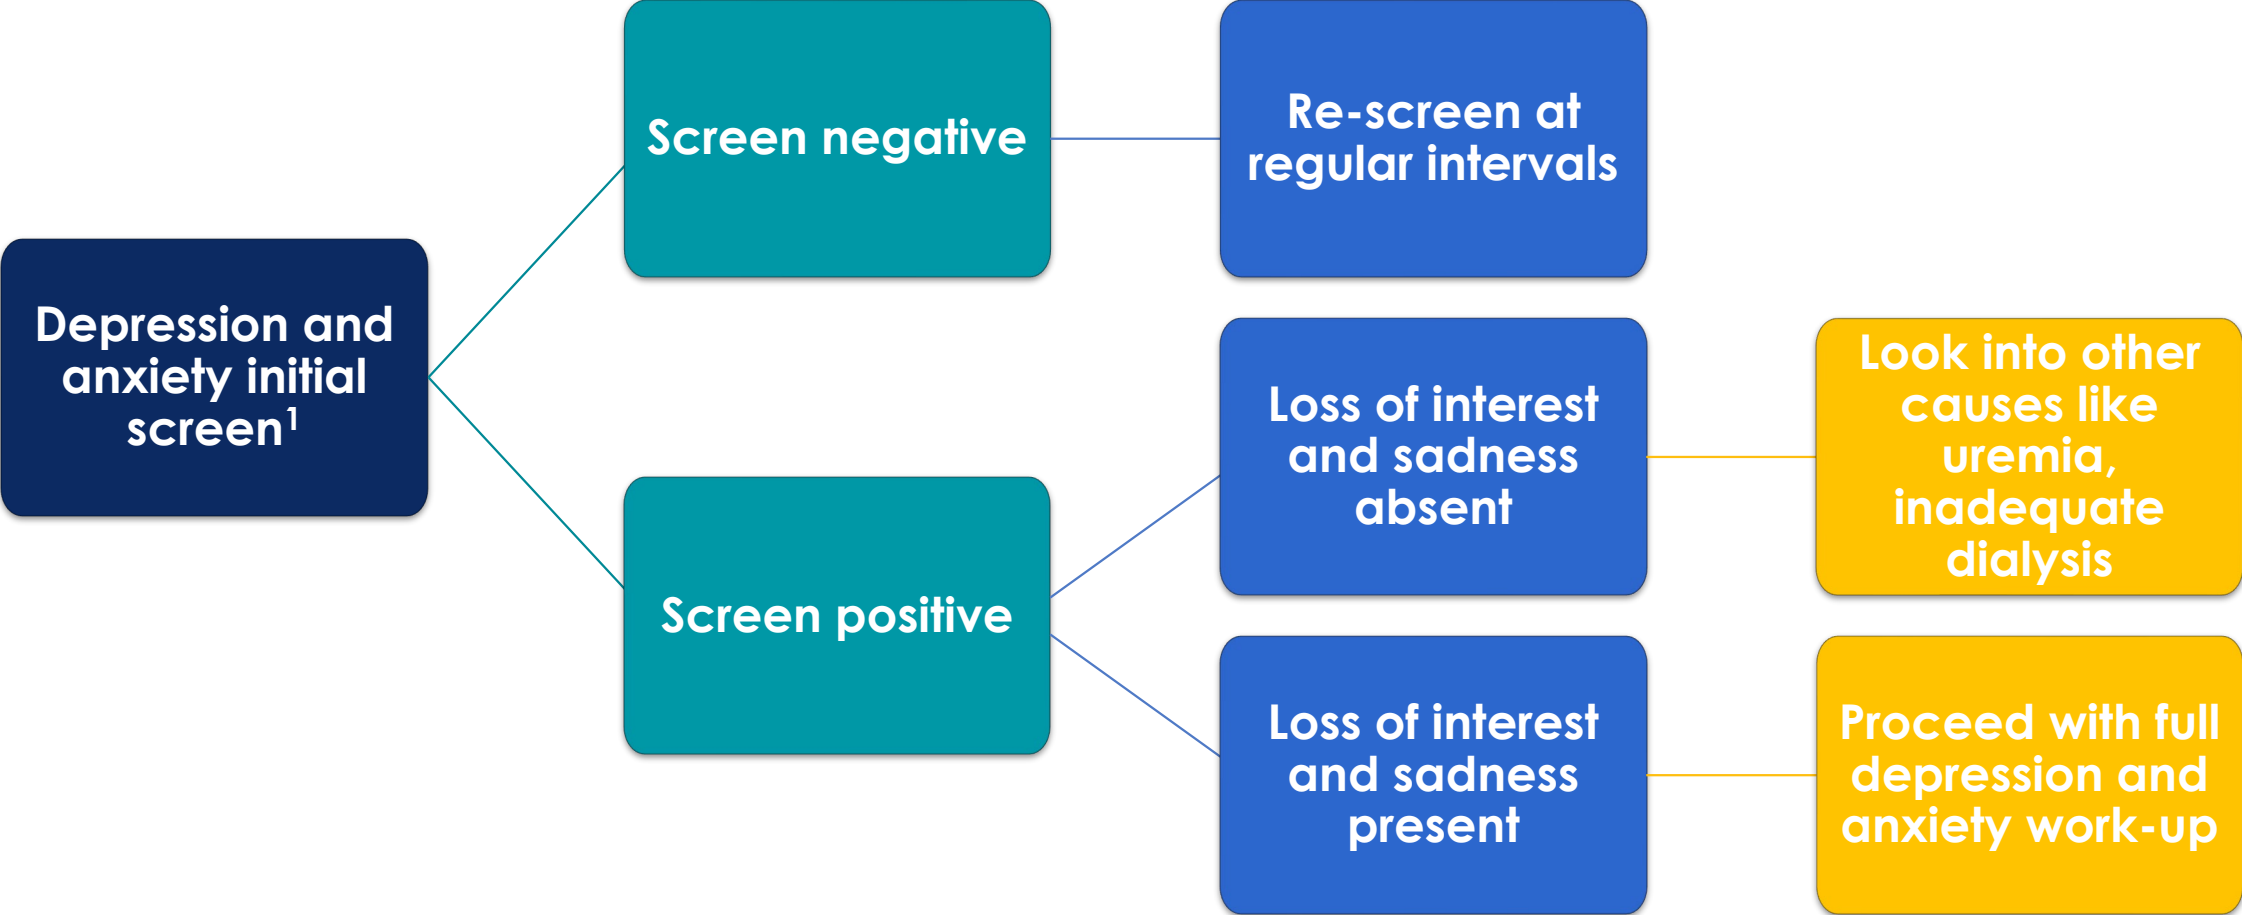 Depression and
anxiety initial
screen¹
Screen negative
Re-screen at
regular intervals
Screen positive
Loss of interest
and sadness
absent
Look into other
causes like
uremia,
inadequate
dialysis
Loss of interest
and sadness
present
Proceed with full
depression and
anxiety work-up